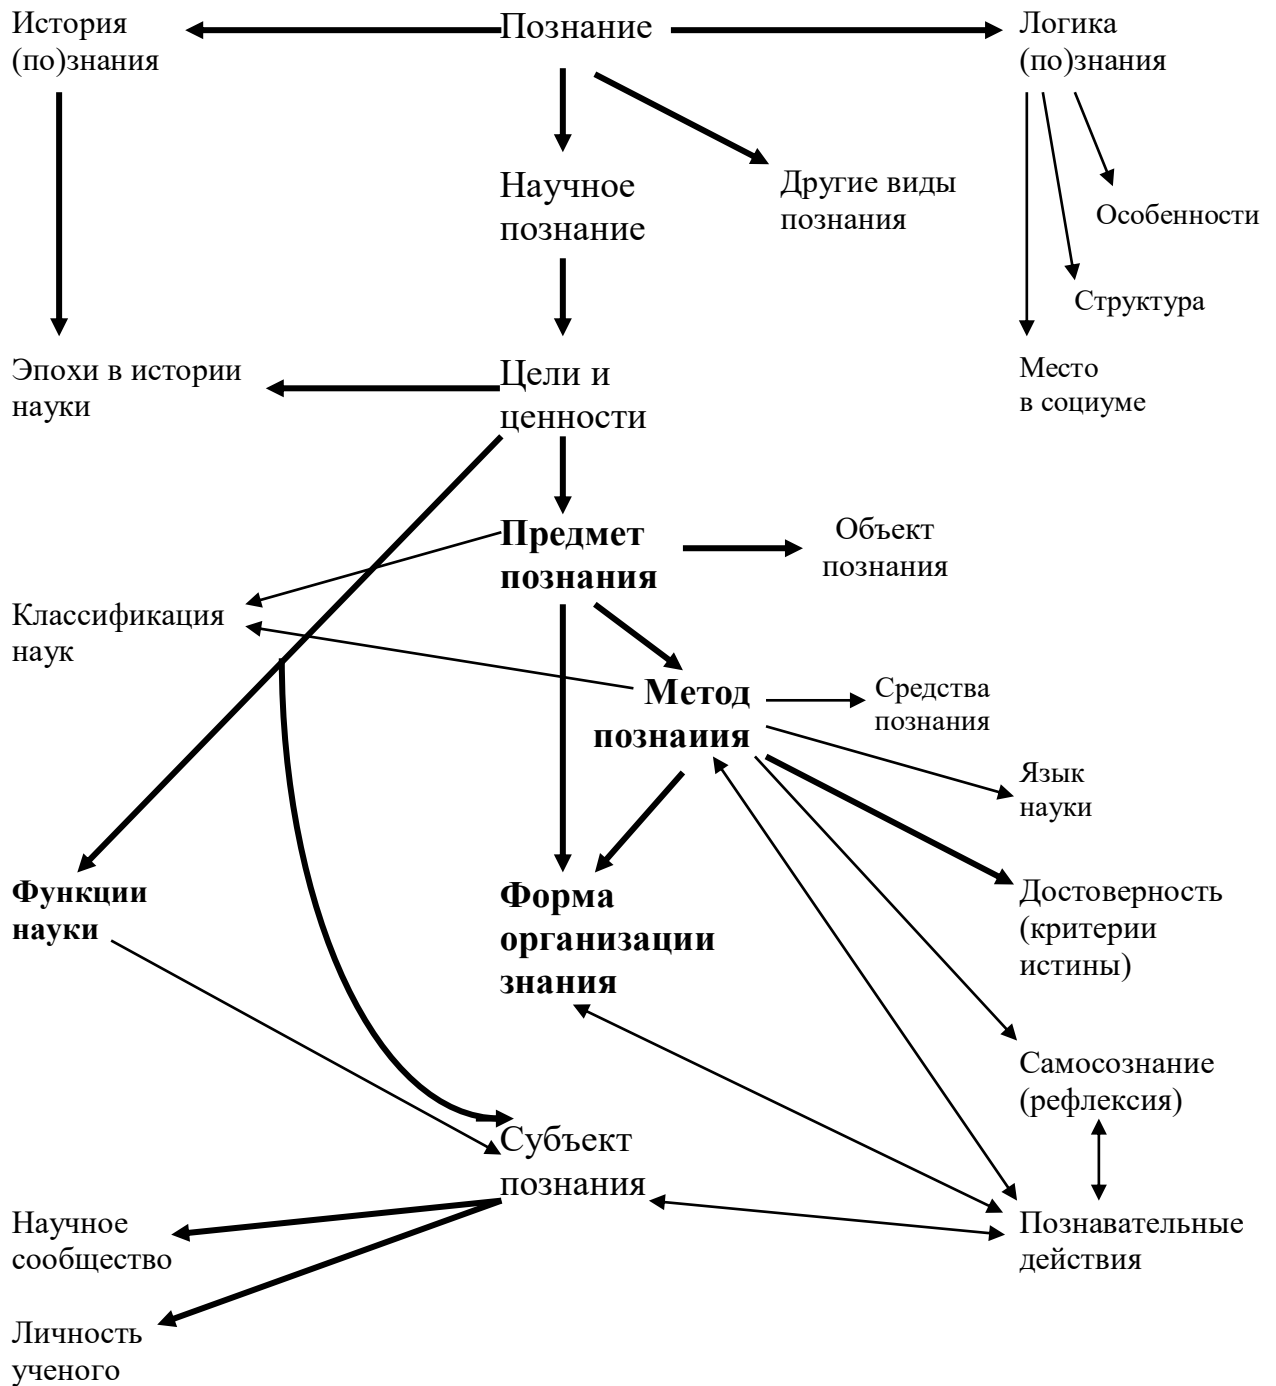 История
(по)знания
Познание
Логика
(по)знания
Научное
познание
Другие виды
познания
Особенности
Структура
Эпохи в истории
науки
Цели и
ценности
Место
в социуме
Предмет
познания
Объект
познания
Классификация
наук
Метод
познаиия
Средства
познания
Язык
науки
Функции
науки
Форма
организации
знания
Достоверность
(критерии
истины)
Самосознание
(рефлексия)
Субъект
познания
Научное
сообщество
Познавательные
действия
Личность
ученого